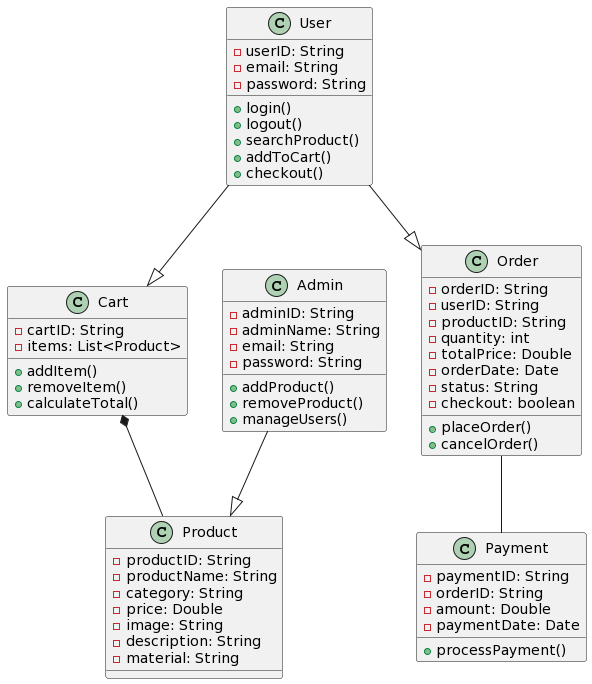 C User
userID: String
email: String
password: String
login()
logout()
searchProduct()
addToCart()
checkout()
C Cart
cartID: String
items: List<Product>
addItem()
removeItem()
calculateTotal()
C Admin
adminID: String
adminName: String
email: String
password: String
addProduct()
removeProduct()
manageUsers()
C Order
orderID: String
userID: String
productID: String
quantity: int
totalPrice: Double
orderDate: Date
status: String
checkout: boolean
placeOrder()
cancelOrder()
C Product
productID: String
productName: String
category: String
price: Double
image: String
description: String
material: String
C Payment
paymentID: String
orderID: String
amount: Double
paymentDate: Date
processPayment()